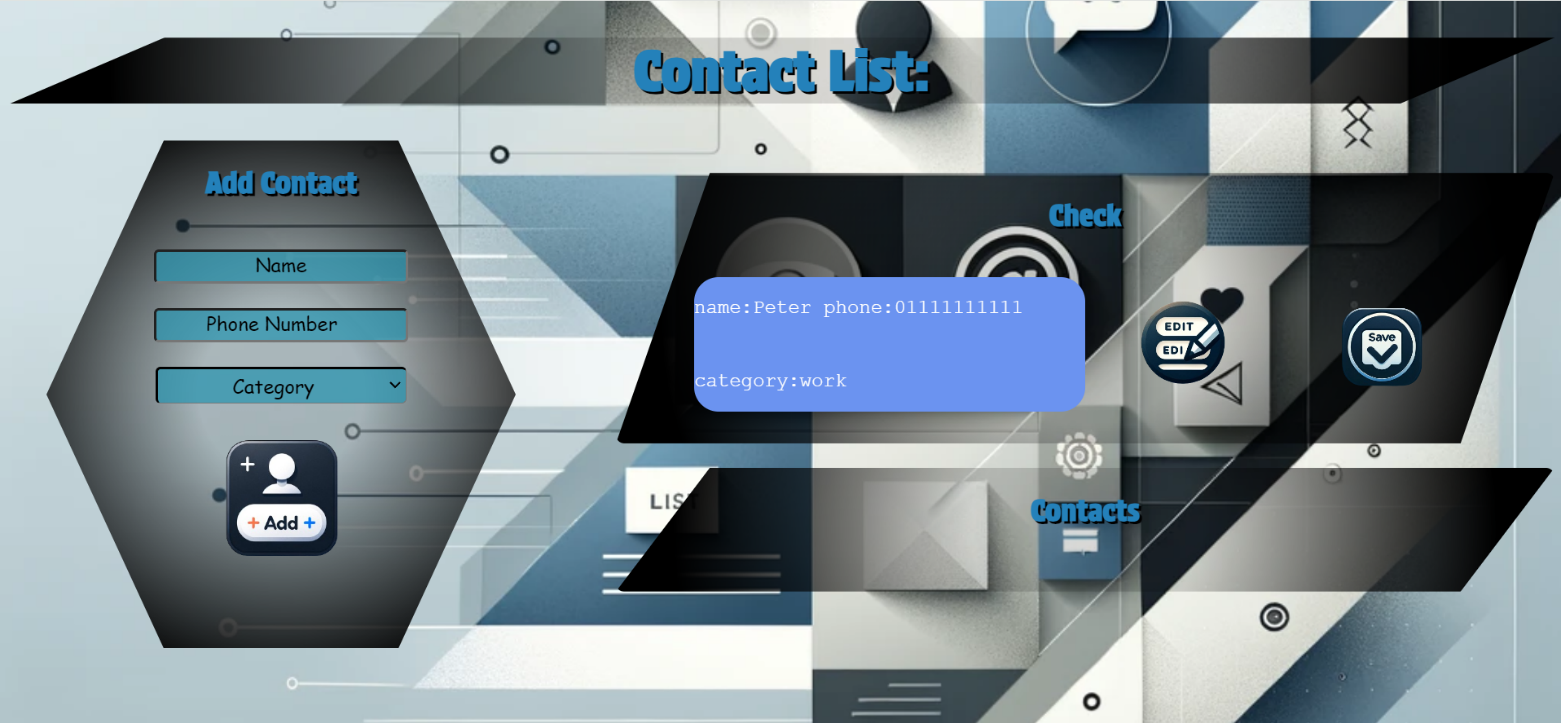 Contact List:
Add Contact
Name
Phone Number
Category
+ Add +
Check
name:Peter phone:01111111111
category:work
EDIT
EDI
Save
LIST
Contacts